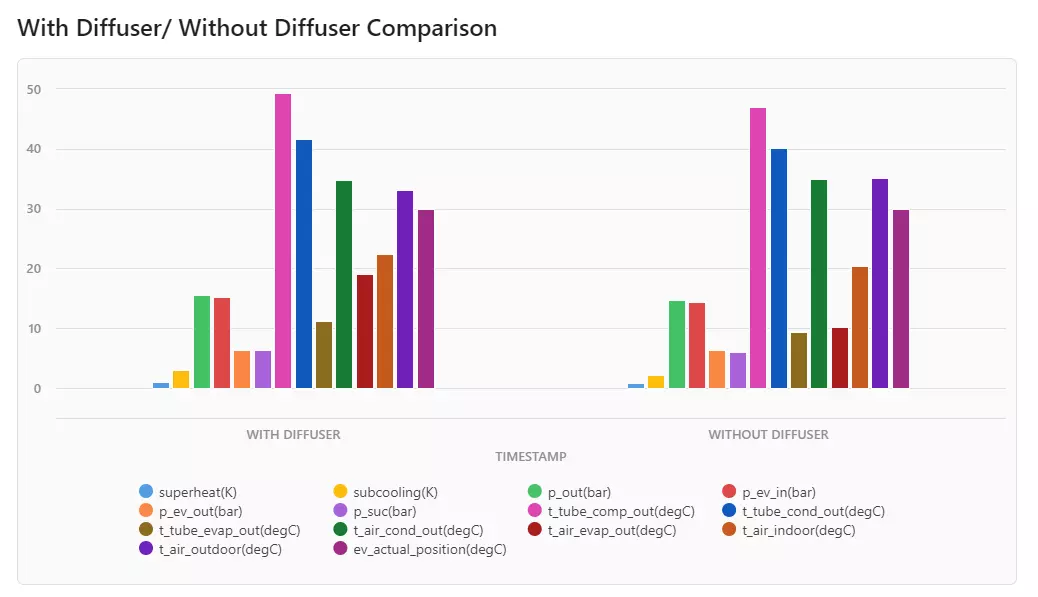 With Diffuser/ Without Diffuser Comparison
50
40
30
20
10
0
WITH DIFFUSER WITHOUT DIFFUSER
TIMESTAMP
superheat(K) subcooling(K) p_out(bar) p_ev_in(bar)
p_ev_out(bar) p_suc(bar) t_tube_comp_out(degC) t_tube_cond_out(degC)
t_tube_evap_out(degC) t_air_cond_out(degC) t_air_evap_out(degC) t_air_indoor(degC)
t_air_outdoor(degC) ev_actual_position(degC)